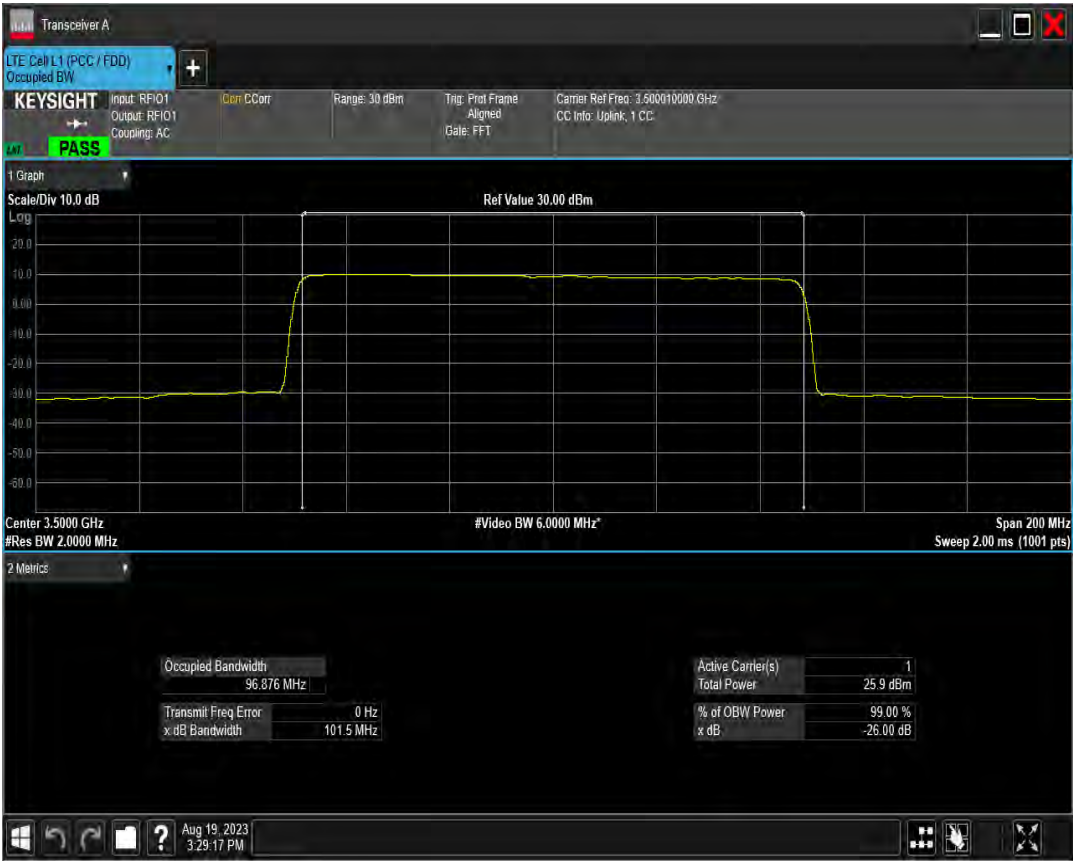 Transceiver A
LTE Cell L1 (PCC / FDD)
Occupied BW
+
KEYSIGHT
Input: RFIO1
Output: RFIO1
Coupling: AC
Corr CCorr
Range: 30 dBm
Trig: Prot Frame
Aligned
Gate: FFT
Carrier Ref Freq: 3.500010000 GHz
CC Info: Uplink, 1 CC
PASS
1 Graph
Scale/Div 10.0 dB
Ref Value 30.00 dBm
Log
20.0
10.0
0.00
-10.0
-20.0
-30.0
-40.0
-50.0
-60.0
Center 3.5000 GHz
#Video BW 6.0000 MHz*
Span 200 MHz
#Res BW 2.0000 MHz
Sweep 2.00 ms (1001 pts)
2 Metrics
Occupied Bandwidth
96.876 MHz
Transmit Freq Error 0 Hz
x dB Bandwidth 101.5 MHz
Active Carrier(s) 1
Total Power 25.9 dBm
% of OBW Power 99.00 %
x dB -26.00 dB
?
Aug 19, 2023
3:29:17 PM